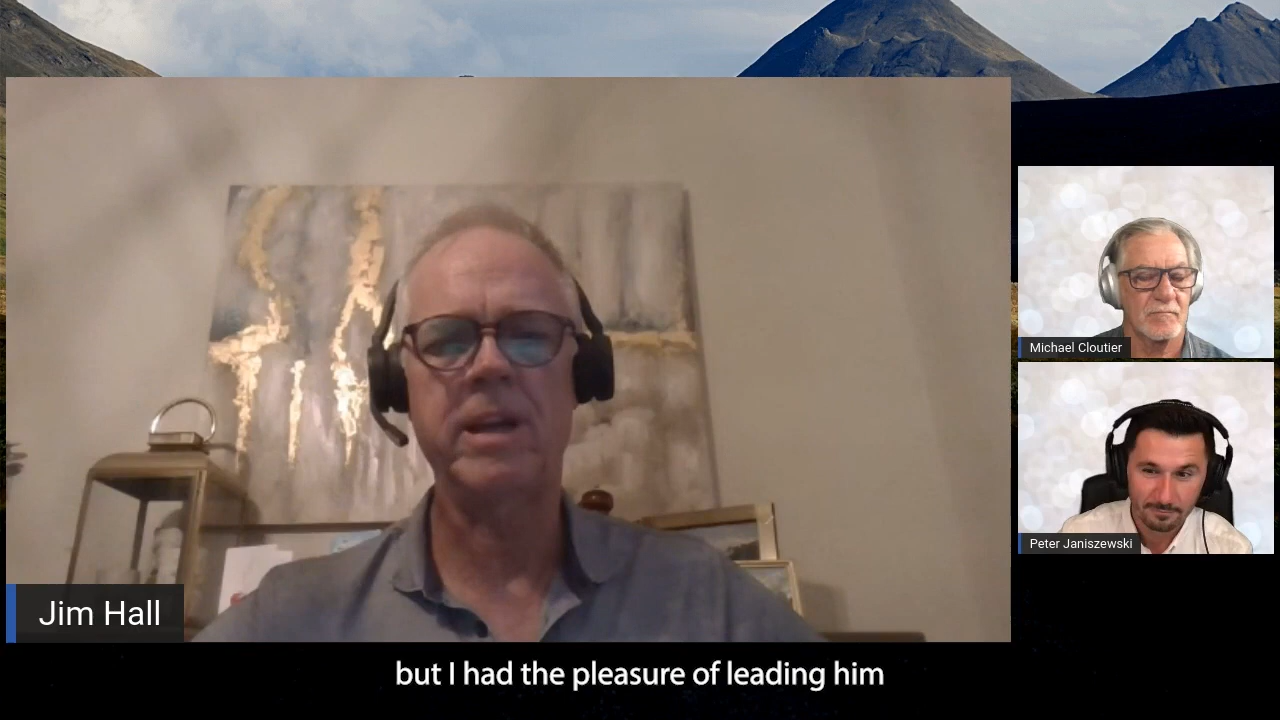 Michael Cloutier
Peter Janiszewski
Jim Hall
but I had the pleasure of leading him